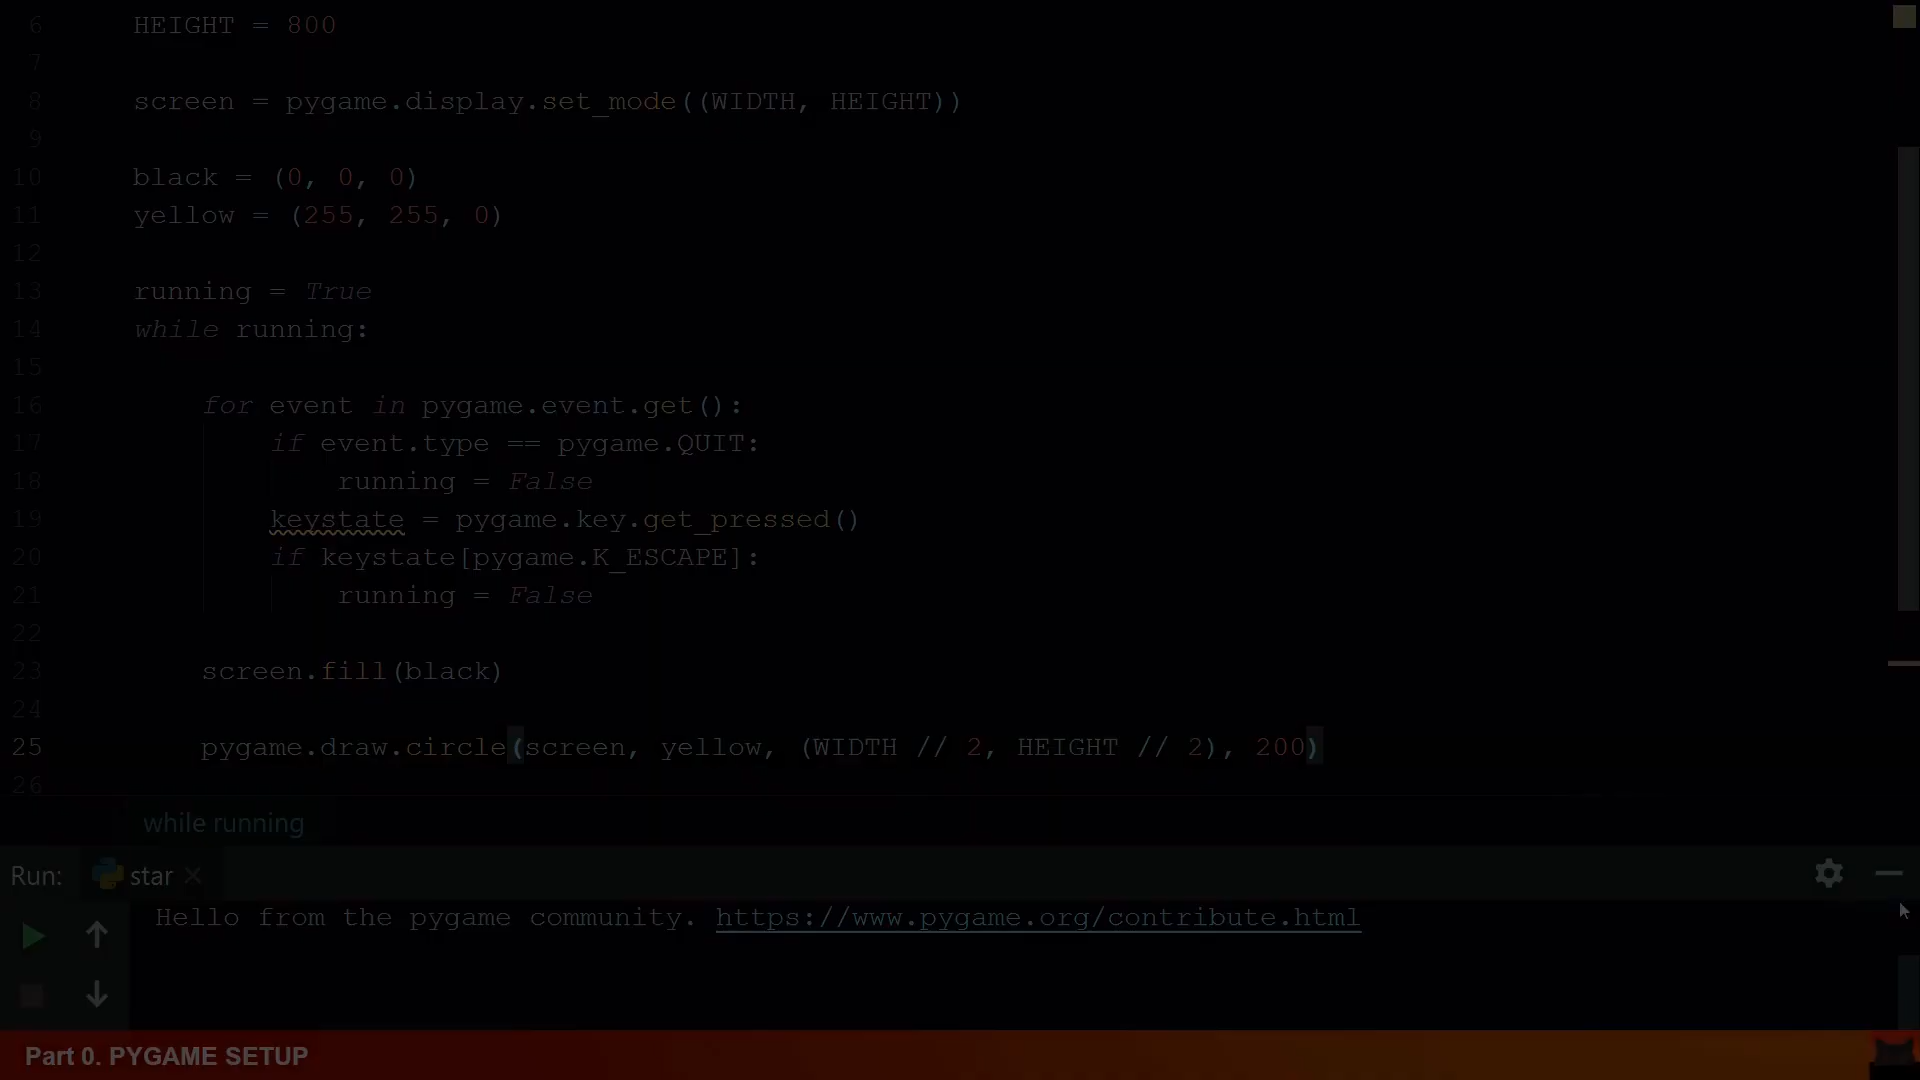 6 HEIGHT = 800
7
8 screen = pygame.display.set_mode((WIDTH, HEIGHT))
9
10 black = (0, 0, 0)
11 yellow = (255, 255, 0)
12
13 running = True
14 while running:
15
16 for event in pygame.event.get():
17 if event.type == pygame.QUIT:
18 running = False
19 keystate = pygame.key.get_pressed()
20 if keystate[pygame.K_ESCAPE]:
21 running = False
22
23 screen.fill(black)
24
25 pygame.draw.circle(screen, yellow, (WIDTH // 2, HEIGHT // 2), 200)
26
while running
Run: star
Hello from the pygame community. https://www.pygame.org/contribute.html
Part 0. PYGAME SETUP